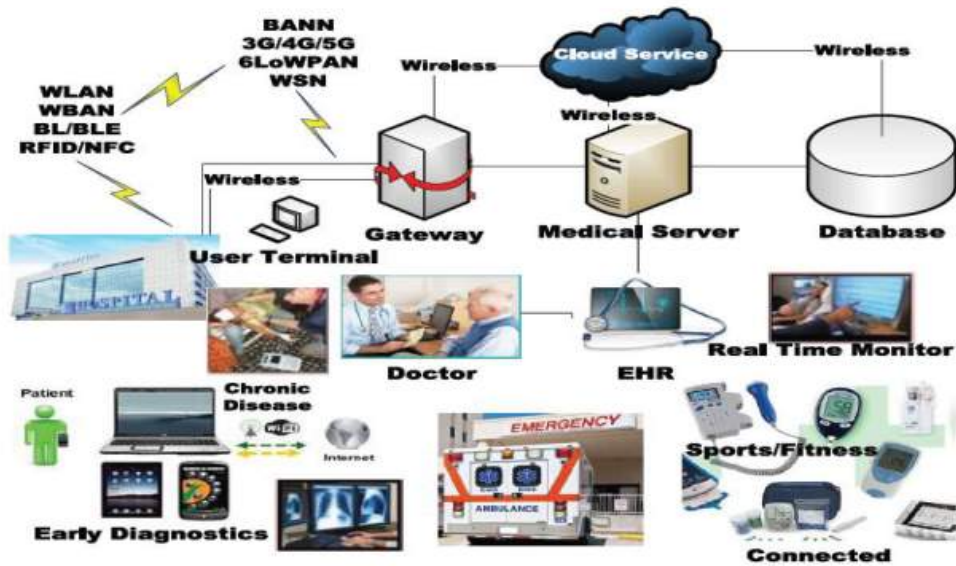 BANN
3G/4G/5G
6LoWPAN
WSN
WLAN
WBAN
BL/BLE
RFID/NFC
Cloud Service
Wireless
Wireless
Wireless
Wireless
User Terminal
Gateway
Medical Server
Database
HOSPITAL
Doctor
EHR
Real Time Monitor
Patient
Chronic
Disease
WiFi
Internet
EMERGENCY
AMBULANCE
Sports/Fitness
Early Diagnostics
Connected